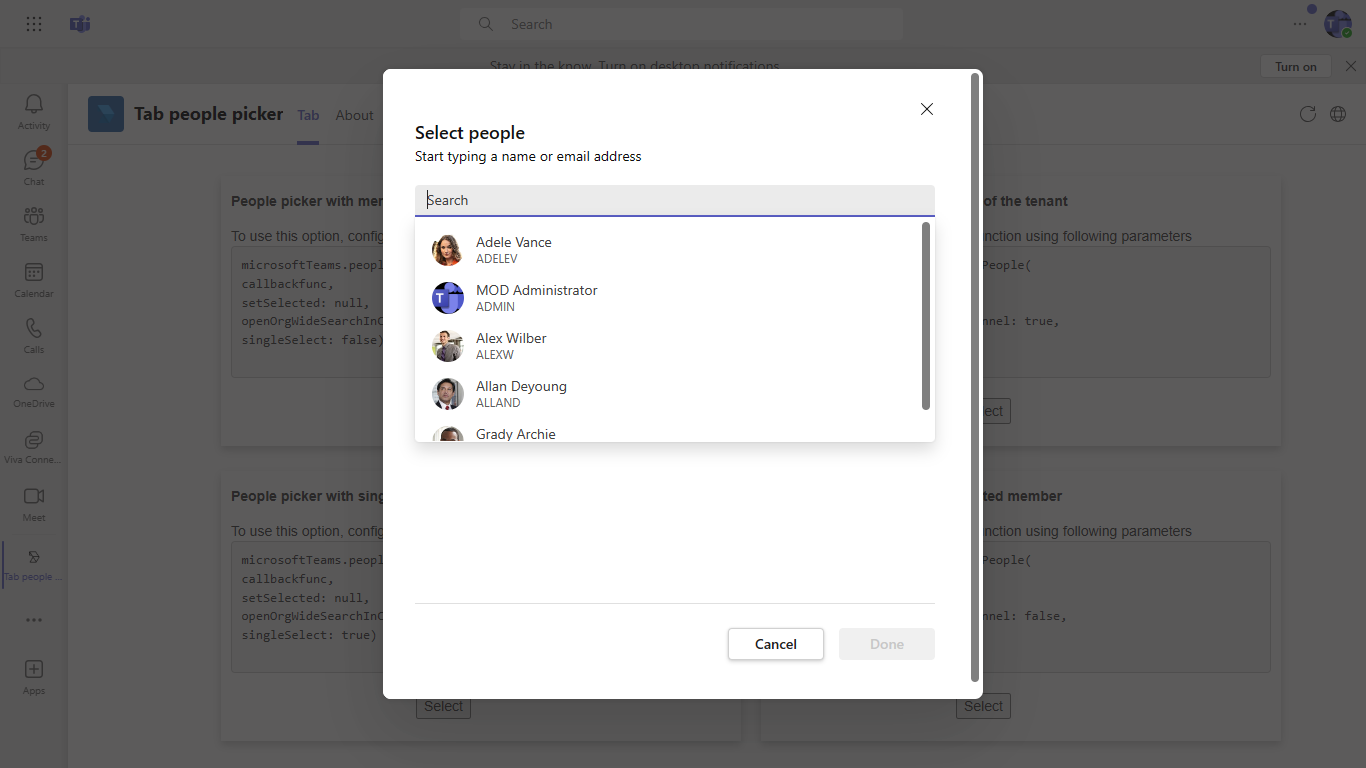 Search
Stay in the know. Turn on desktop notifications.
Turn on
Activity
2
Chat
Teams
Calendar
Calls
OneDrive
Viva Conne...
Meet
Tab people...
Apps
Tab people picker
Tab
About
People picker with mer
To use this option, config
microsoftTeams.peopl
callbackfunc,
setSelected: null,
openOrgWideSearchInC
singleSelect: false)
of the tenant
nction using following parameters
People(
nnel: true,
ect
People picker with sing
To use this option, config
microsoftTeams.peopl
callbackfunc,
setSelected: null,
openOrgWideSearchInC
singleSelect: true)
Select
ted member
nction using following parameters
People(
nnel: false,
Select
Select people
Start typing a name or email address
Search
Adele Vance
ADELEV
MOD Administrator
ADMIN
Alex Wilber
ALEXW
Allan Deyoung
ALLAND
Grady Archie
Cancel
Done